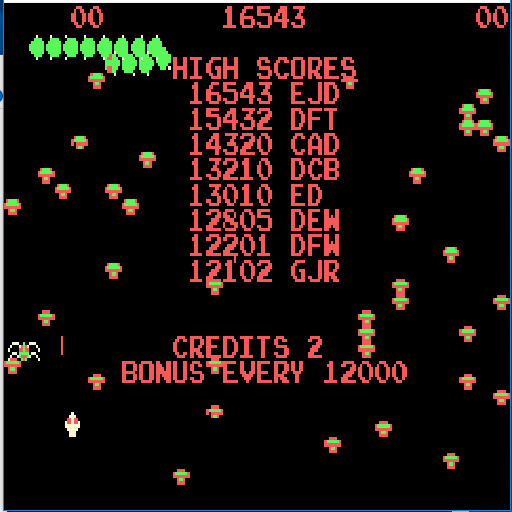 00 16543 00
HIGH SCORES
16543 EJD
15432 DFT
14320 CAD
13210 DCB
13010 ED
12805 DEW
12201 DFW
12102 GJR
CREDITS 2
BONUS EVERY 12000